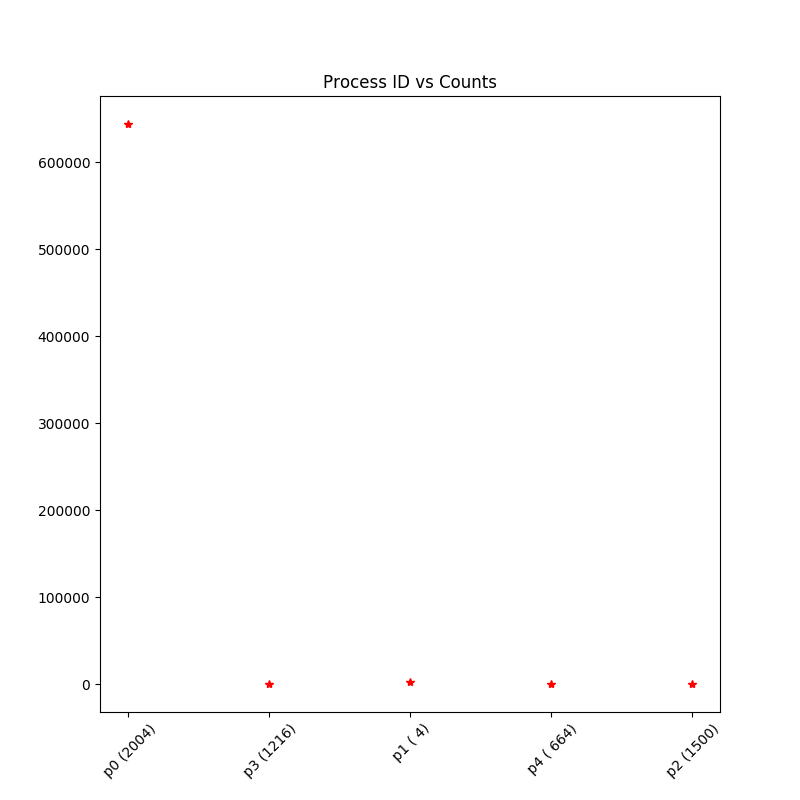 Process ID vs Counts
600000
500000
400000
300000
200000
100000
0
p0 (2004)
p3 (1216)
p1 ( 4)
p4 ( 664)
p2 (1500)